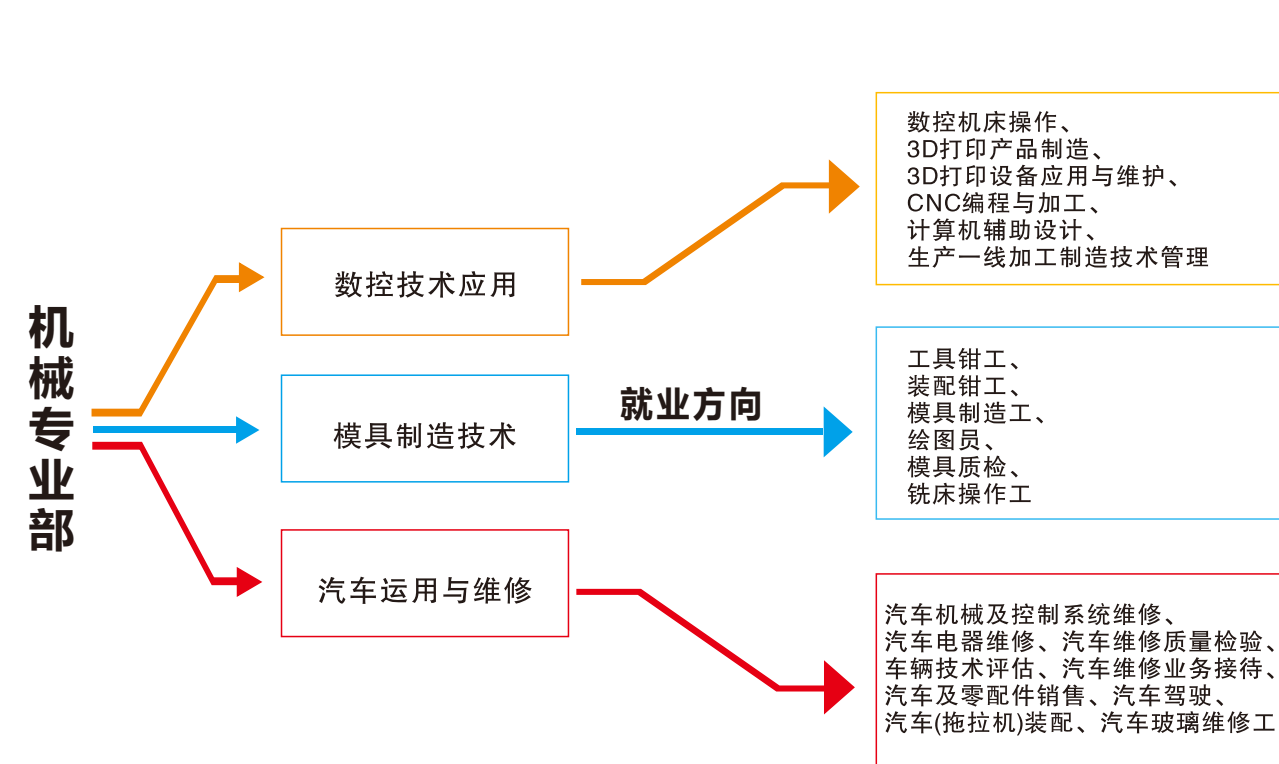 机械专业部
数控技术应用
模具制造技术
汽车运用与维修
就业方向
数控机床操作、
3D打印产品制造、
3D打印设备应用与维护、
CNC编程与加工、
计算机辅助设计、
生产一线加工制造技术管理
工具钳工、
装配钳工、
模具制造工、
绘图员、
模具质检、
铣床操作工
汽车机械及控制系统维修、
汽车电器维修、汽车维修质量检验、
车辆技术评估、汽车维修业务接待、
汽车及零配件销售、汽车驾驶、
汽车(拖拉机)装配、汽车玻璃维修工